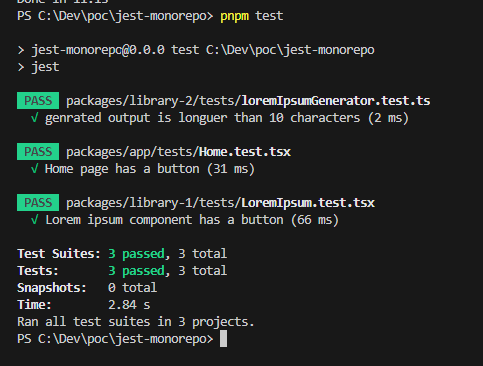 Done in 11.1s
PS C:\Dev\poc\jest-monorepo> pnpm test
> jest-monorepo@0.0.0 test C:\Dev\poc\jest-monorepo
> jest
PASS packages/library-2/tests/loremIpsumGenerator.test.ts
√ genrated output is longuer than 10 characters (2 ms)
PASS packages/app/tests/Home.test.tsx
√ Home page has a button (31 ms)
PASS packages/library-1/tests/LoremIpsum.test.tsx
√ Lorem ipsum component has a button (66 ms)
Test Suites: 3 passed, 3 total
Tests: 3 passed, 3 total
Snapshots: 0 total
Time: 2.84 s
Ran all test suites in 3 projects.
PS C:\Dev\poc\jest-monorepo>